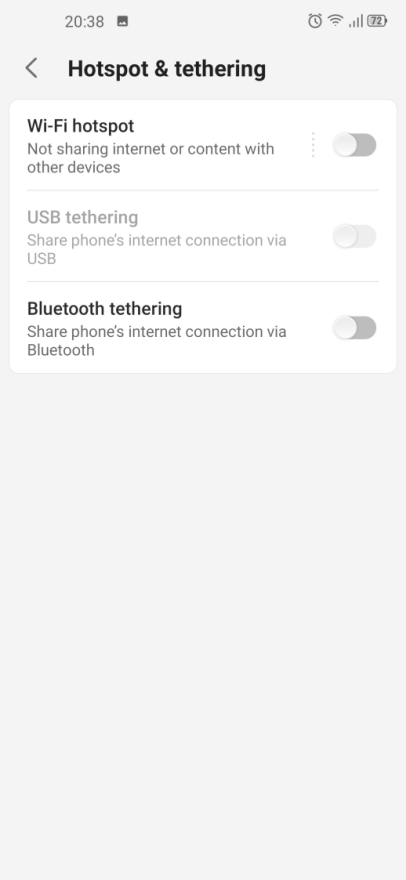 20:38
72
Hotspot & tethering
Wi-Fi hotspot
Not sharing internet or content with
other devices
USB tethering
Share phone's internet connection via
USB
Bluetooth tethering
Share phone's internet connection via
Bluetooth